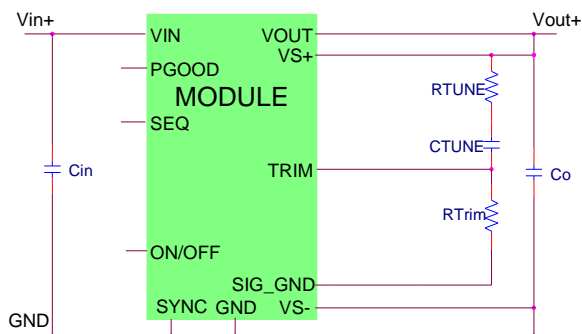 Vin+
Vout+
VIN
VOUT
VS+
PGOOD
RTUNE
MODULE
SEQ
CTUNE
TRIM
Cin
Co
RTrim
ON/OFF
SIG_GND
SYNC
GND
VS-
GND